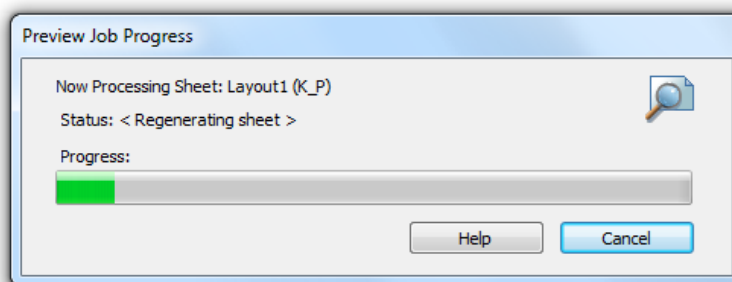 Preview Job Progress
Now Processing Sheet: Layout1 (K_P)
Status: < Regenerating sheet >
Progress:
Help Cancel